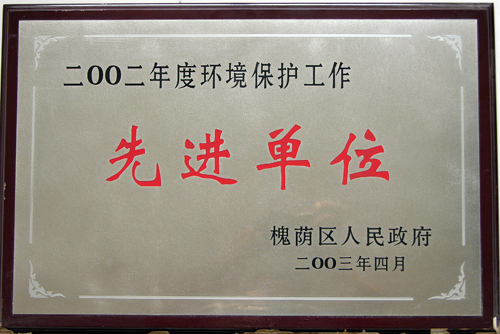 二OO二年度环境保护工作
先进单位
槐荫区人民政府
二OO三年四月